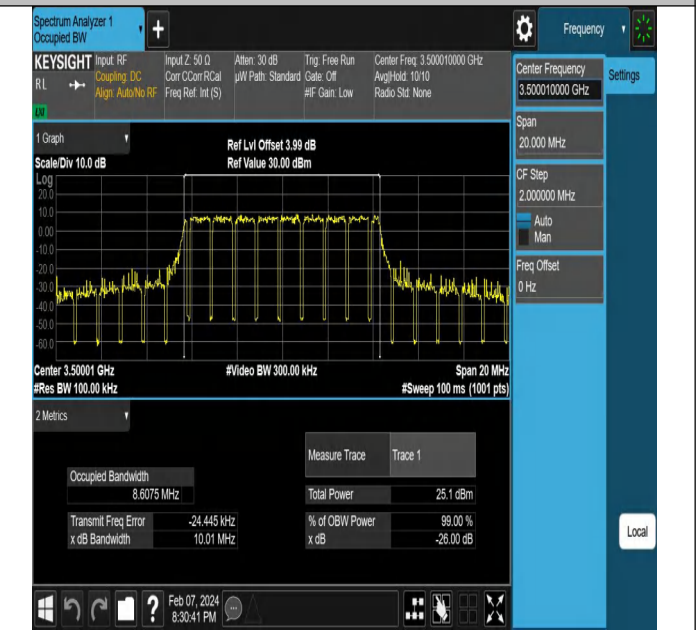 Spectrum Analyzer 1
Occupied BW
Frequency
KEYSIGHT
RL
Input: RF
Coupling: DC
Align: Auto/No RF
Input Z: 50 Ω
Corr CCorr RCal
Freq Ref: Int (S)
Atten: 30 dB
µW Path: Standard
Trig: Free Run
Gate: Off
#IF Gain: Low
Center Freq: 3.500010000 GHz
Avg|Hold: 10/10
Radio Std: None
Center Frequency
3.500010000 GHz
Settings
Span
20.000 MHz
CF Step
2.000000 MHz
Auto
Man
Freq Offset
0 Hz
1 Graph
Scale/Div 10.0 dB
Ref Lvl Offset 3.99 dB
Ref Value 30.00 dBm
Log
20.0
10.0
0.00
-10.0
-20.0
-30.0
-40.0
-50.0
-60.0
Center 3.50001 GHz
#Video BW 300.00 kHz
Span 20 MHz
#Res BW 100.00 kHz
#Sweep 100 ms (1001 pts)
2 Metrics
Measure Trace
Trace 1
Occupied Bandwidth
8.6075 MHz
Total Power
25.1 dBm
Transmit Freq Error
-24.445 kHz
% of OBW Power
99.00 %
x dB Bandwidth
10.01 MHz
x dB
-26.00 dB
Local
Feb 07, 2024
8:30:41 PM